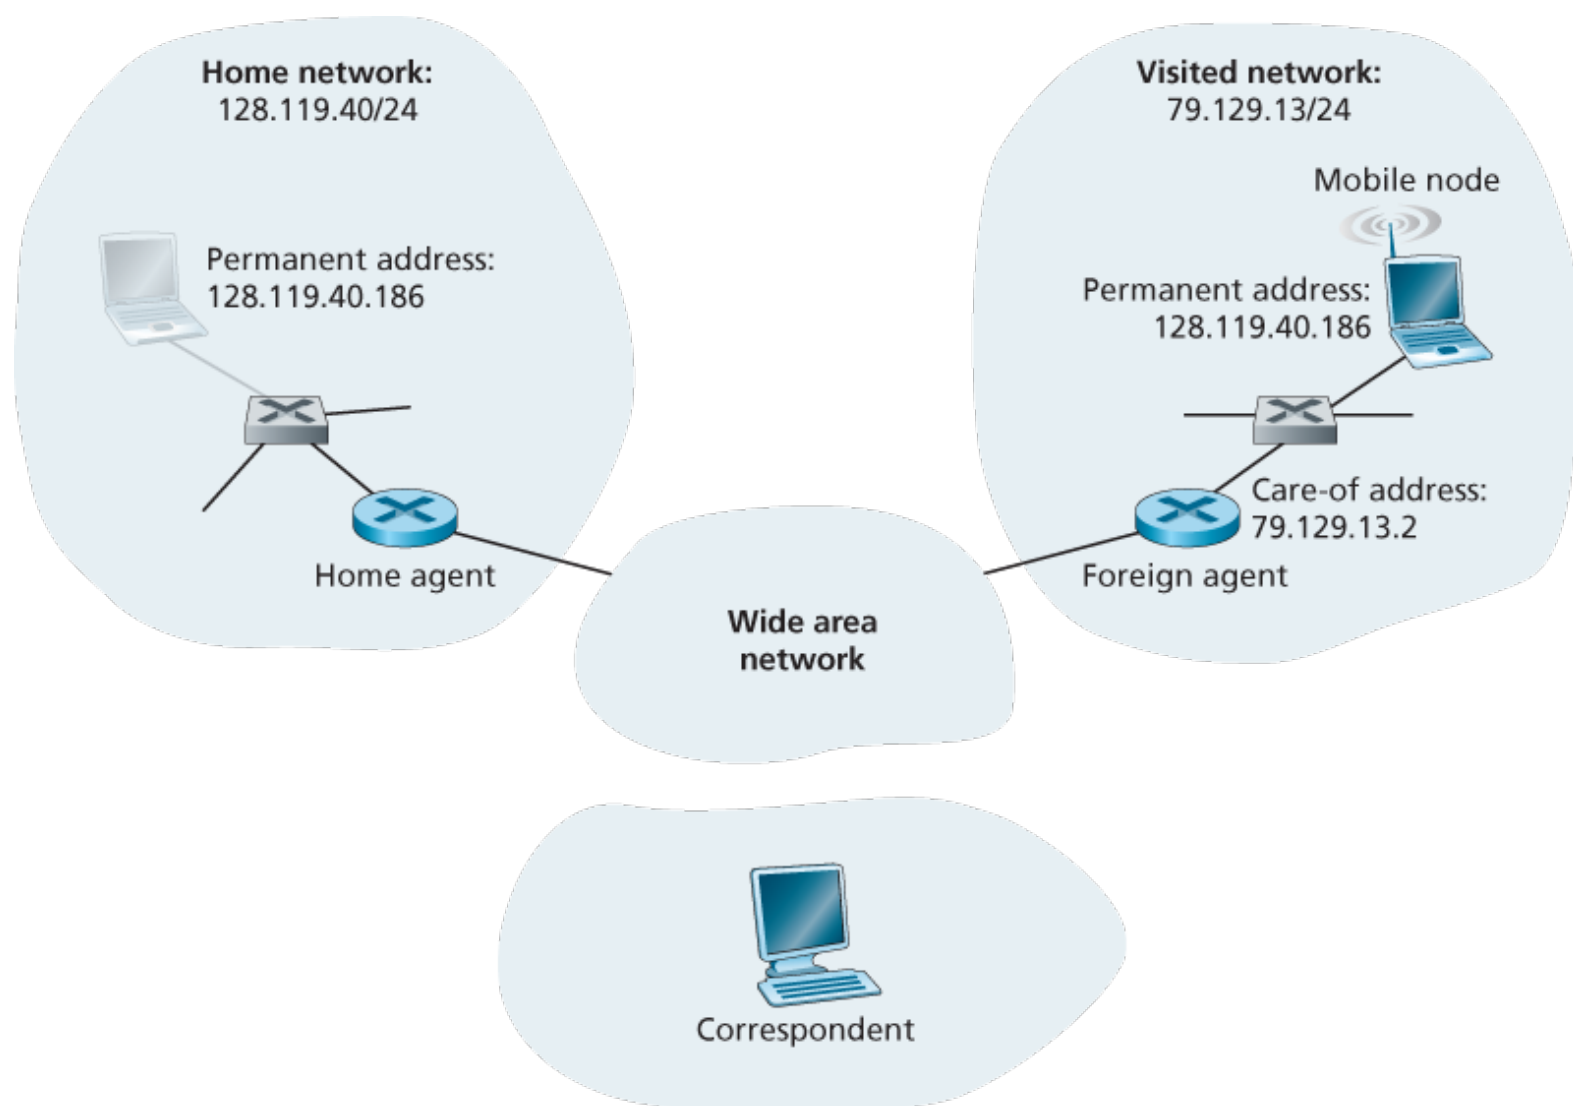 Home network:
128.119.40/24
Visited network:
79.129.13/24
Mobile node
Permanent address:
128.119.40.186
Permanent address:
128.119.40.186
Care-of address:
79.129.13.2
Home agent
Foreign agent
Wide area
network
Correspondent